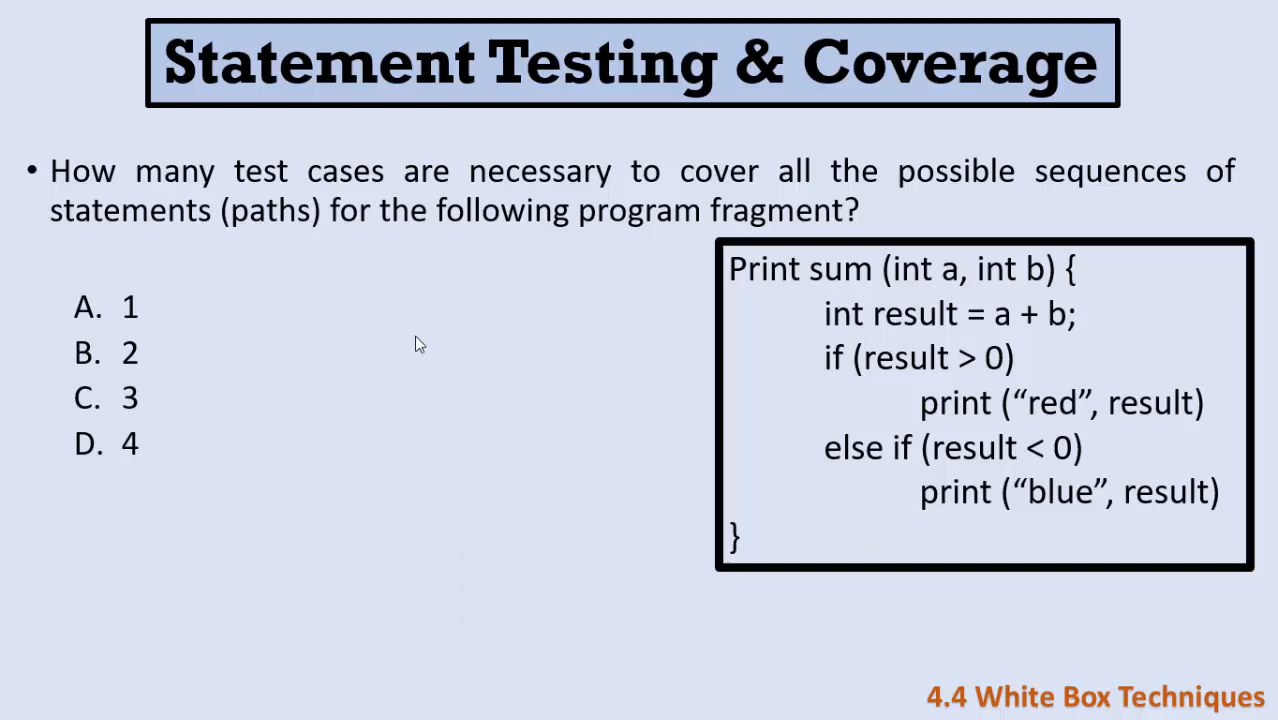 Statement Testing & Coverage
• How many test cases are necessary to cover all the possible sequences of
statements (paths) for the following program fragment?
A. 1
B. 2
C. 3
D. 4
Print sum (int a, int b) {
int result = a + b;
if (result > 0)
print (“red”, result)
else if (result < 0)
print (“blue”, result)
}
4.4 White Box Techniques